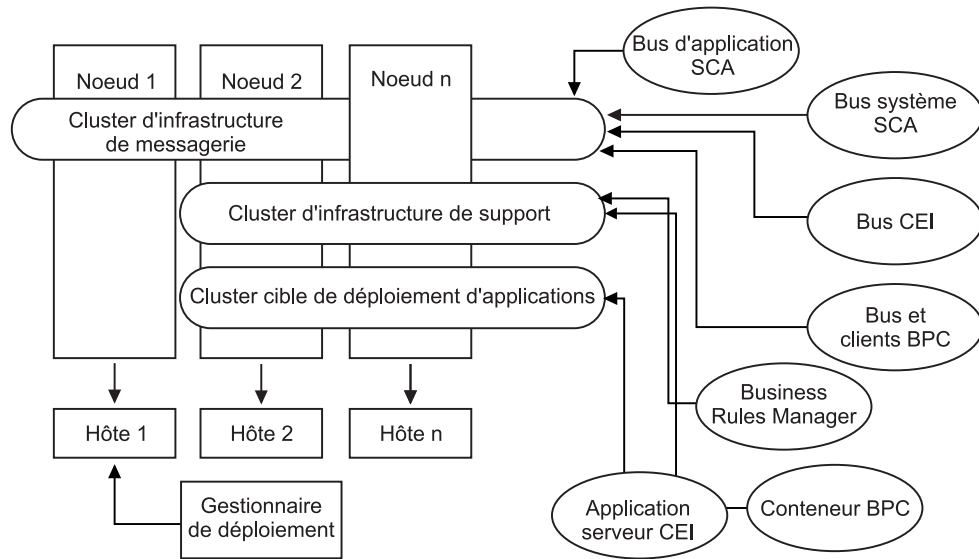 Noeud 1
Noeud 2
Noeud n
Bus d'application
SCA
Cluster d'infrastructure
de messagerie
Bus système
SCA
Cluster d'infrastructure de support
Bus CEI
Cluster cible de déploiement d'applications
Bus et
clients BPC
Business
Rules Manager
Hôte 1
Hôte 2
Hôte n
Gestionnaire
de déploiement
Application
serveur CEI
Conteneur BPC